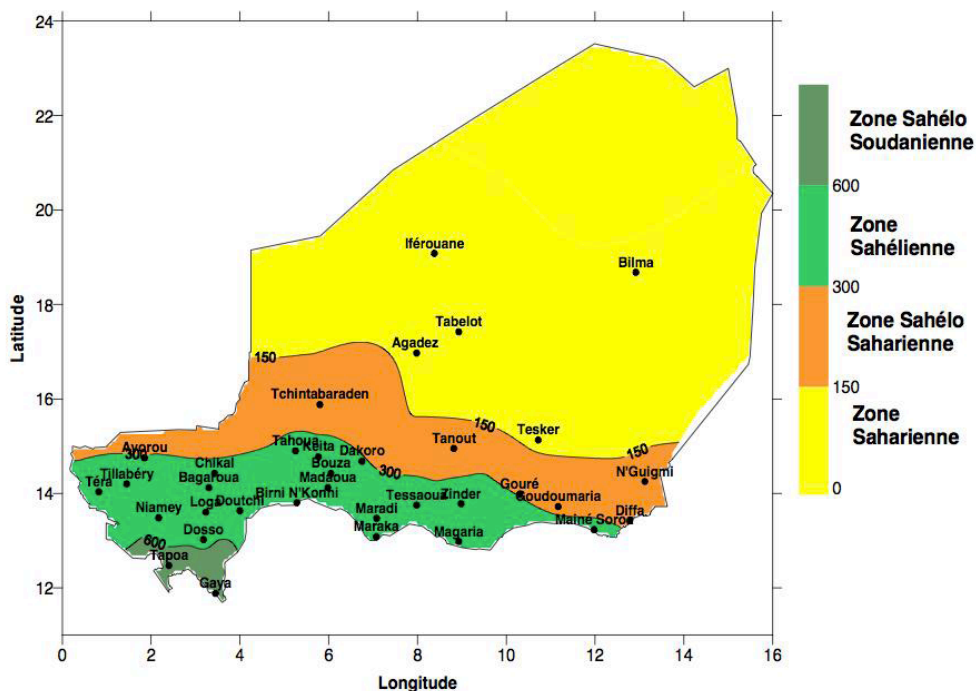 24
22
20
18
16
14
12
Latitude
0
2
4
6
8
10
12
14
16
Longitude
Iférouane
Bilma
Tabelot
Agadez
150
Tchintabaraden
150
Tesker
Tanout
150
Ayorou
300
Tahoua
Keita
Dakoro
300
Chikal
Bouza
N'Guigmi
Tillabéry
Bagaroua
Madaoua
Gouré
Téra
Birni N'Konni
Tessaoua
Zinder
Goudoumaria
Niamey
Loga
Doutchi
Maradi
Maïné Soroa
Diffa
Dosso
Maraka
Magaria
600
Tapoa
Gaya
Zone Sahélo
Soudanienne
600
Zone
Sahélienne
300
Zone Sahélo
Saharienne
150
Zone
Saharienne
0